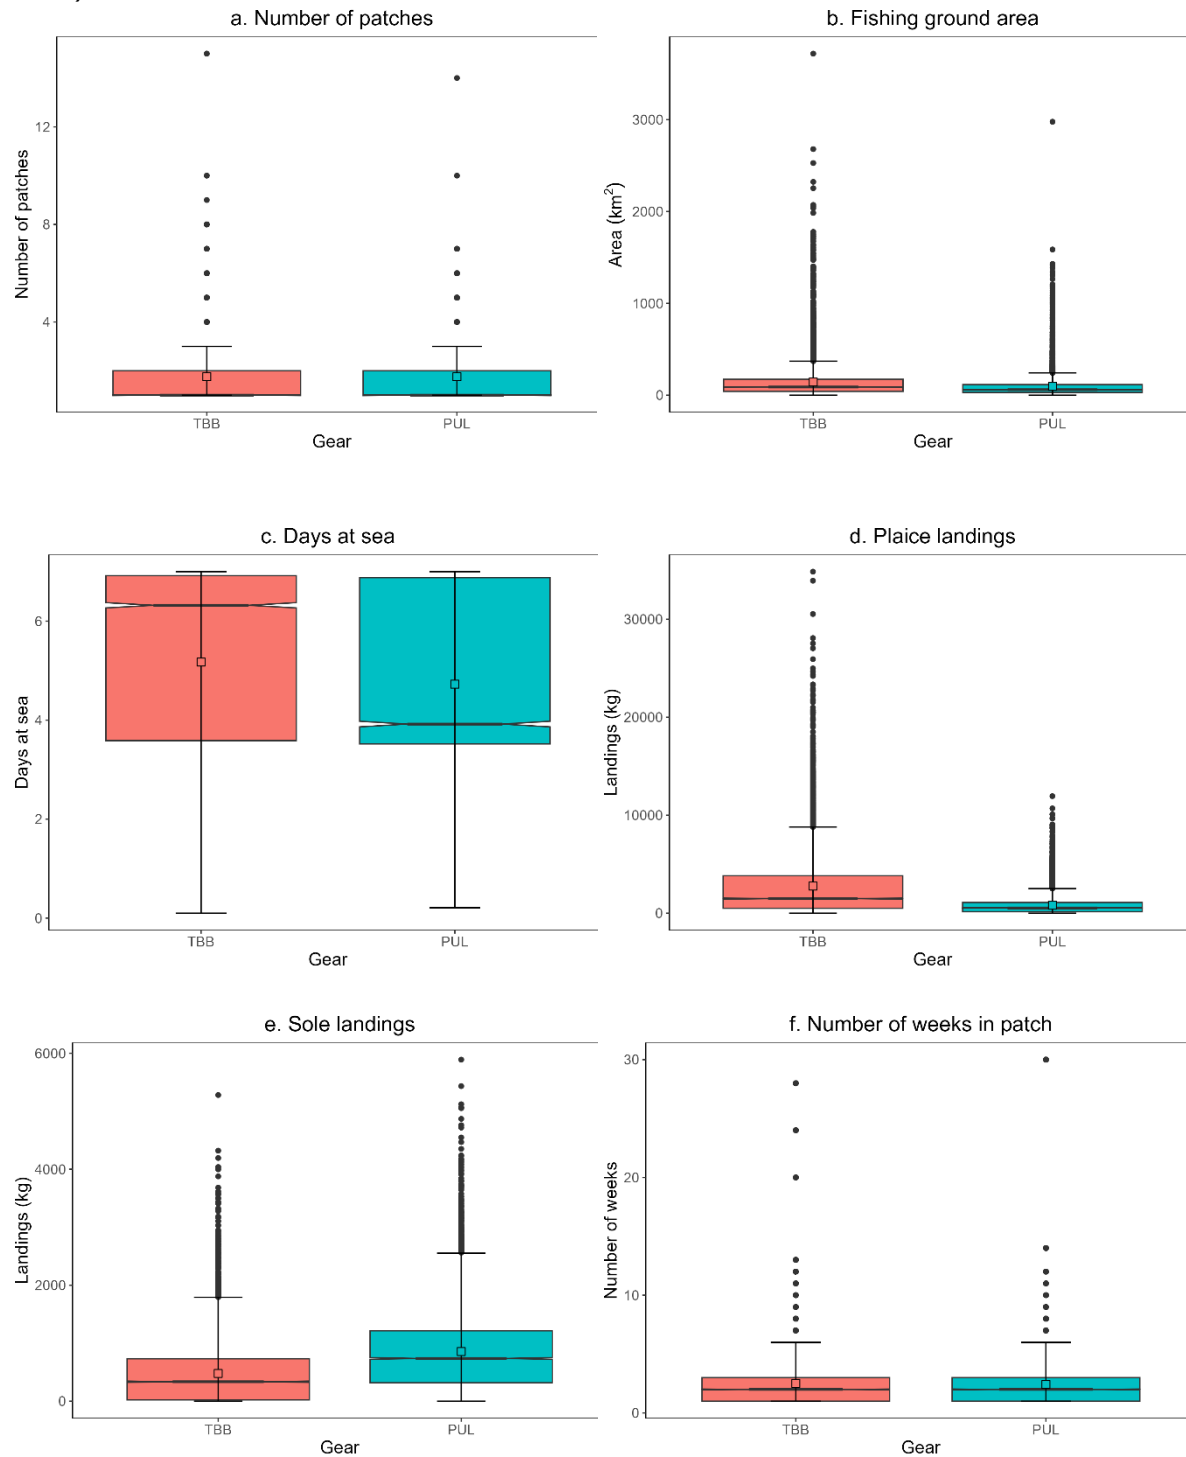 a. Number of patches
Number of patches
12
8
4
TBB
PUL
Gear
b. Fishing ground area
Area (km²)
3000
2000
1000
0
TBB
PUL
Gear
c. Days at sea
Days at sea
6
4
2
0
TBB
PUL
Gear
d. Plaice landings
Landings (kg)
30000
20000
10000
0
TBB
PUL
Gear
e. Sole landings
Landings (kg)
6000
4000
2000
0
TBB
PUL
Gear
f. Number of weeks in patch
Number of weeks
30
20
10
0
TBB
PUL
Gear